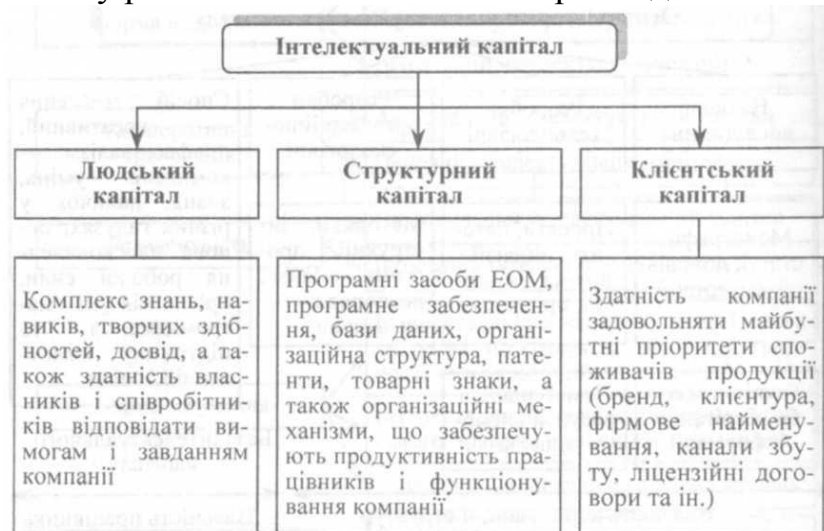 Інтелектуальний капітал
Людський
капітал
Структурний
капітал
Клієнтський
капітал
Комплекс знань, на-
виків, творчих здіб-
ностей, досвід, а та-
кож здатність влас-
ників і співробітни-
ків відповідати ви-
могам і завданням
компанії
Програмні засоби ЕОМ,
програмне забезпечен-
ня, бази даних, органі-
заційна структура, пате-
нти, товарні знаки, а
також організаційні ме-
ханізми, що забезпечу-
ють продуктивність пра-
цівників і функціону-
вання компанії
Здатність компанії
задовольняти майбу-
тні пріоритети спо-
живачів продукції
(бренд, клієнтура,
фірмове наймену-
вання, канали збу-
ту, ліцензійні дого-
вори та ін.)